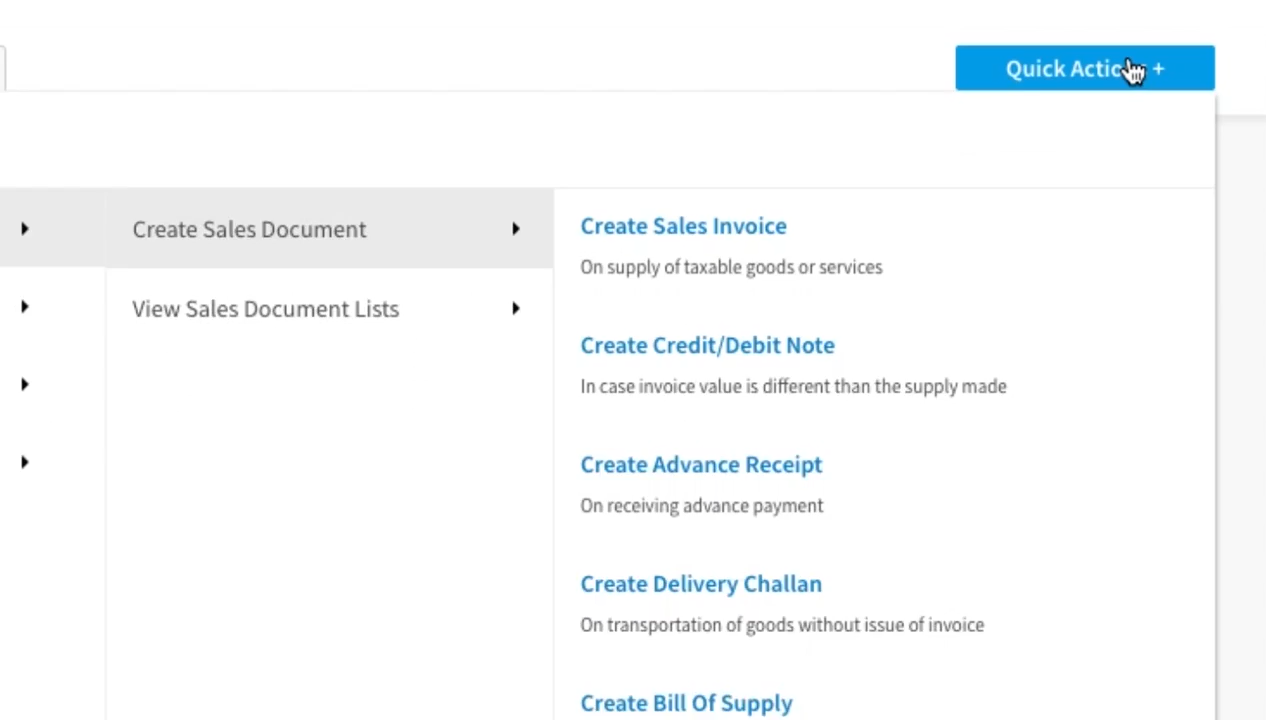 Quick Actio +
Create Sales Document
View Sales Document Lists
Create Sales Invoice
On supply of taxable goods or services
Create Credit/Debit Note
In case invoice value is different than the supply made
Create Advance Receipt
On receiving advance payment
Create Delivery Challan
On transportation of goods without issue of invoice
Create Bill Of Supply